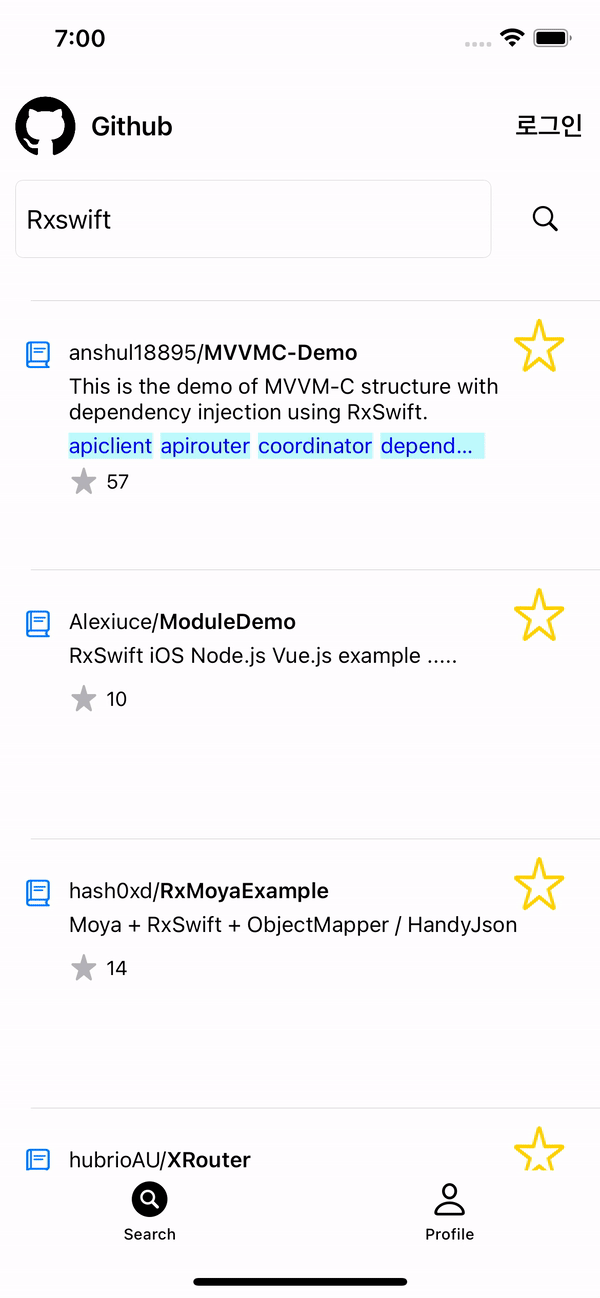 7:00
Github
로그인
Rxswift
anshul18895/MVVMC-Demo
This is the demo of MVVM-C structure with
dependency injection using RxSwift.
apiclient apirouter coordinator depend...
57
Alexiuce/ModuleDemo
RxSwift iOS Node.js Vue.js example .....
10
hash0xd/RxMoyaExample
Moya + RxSwift + ObjectMapper / HandyJson
14
hubrioAU/XRouter
Search
Profile